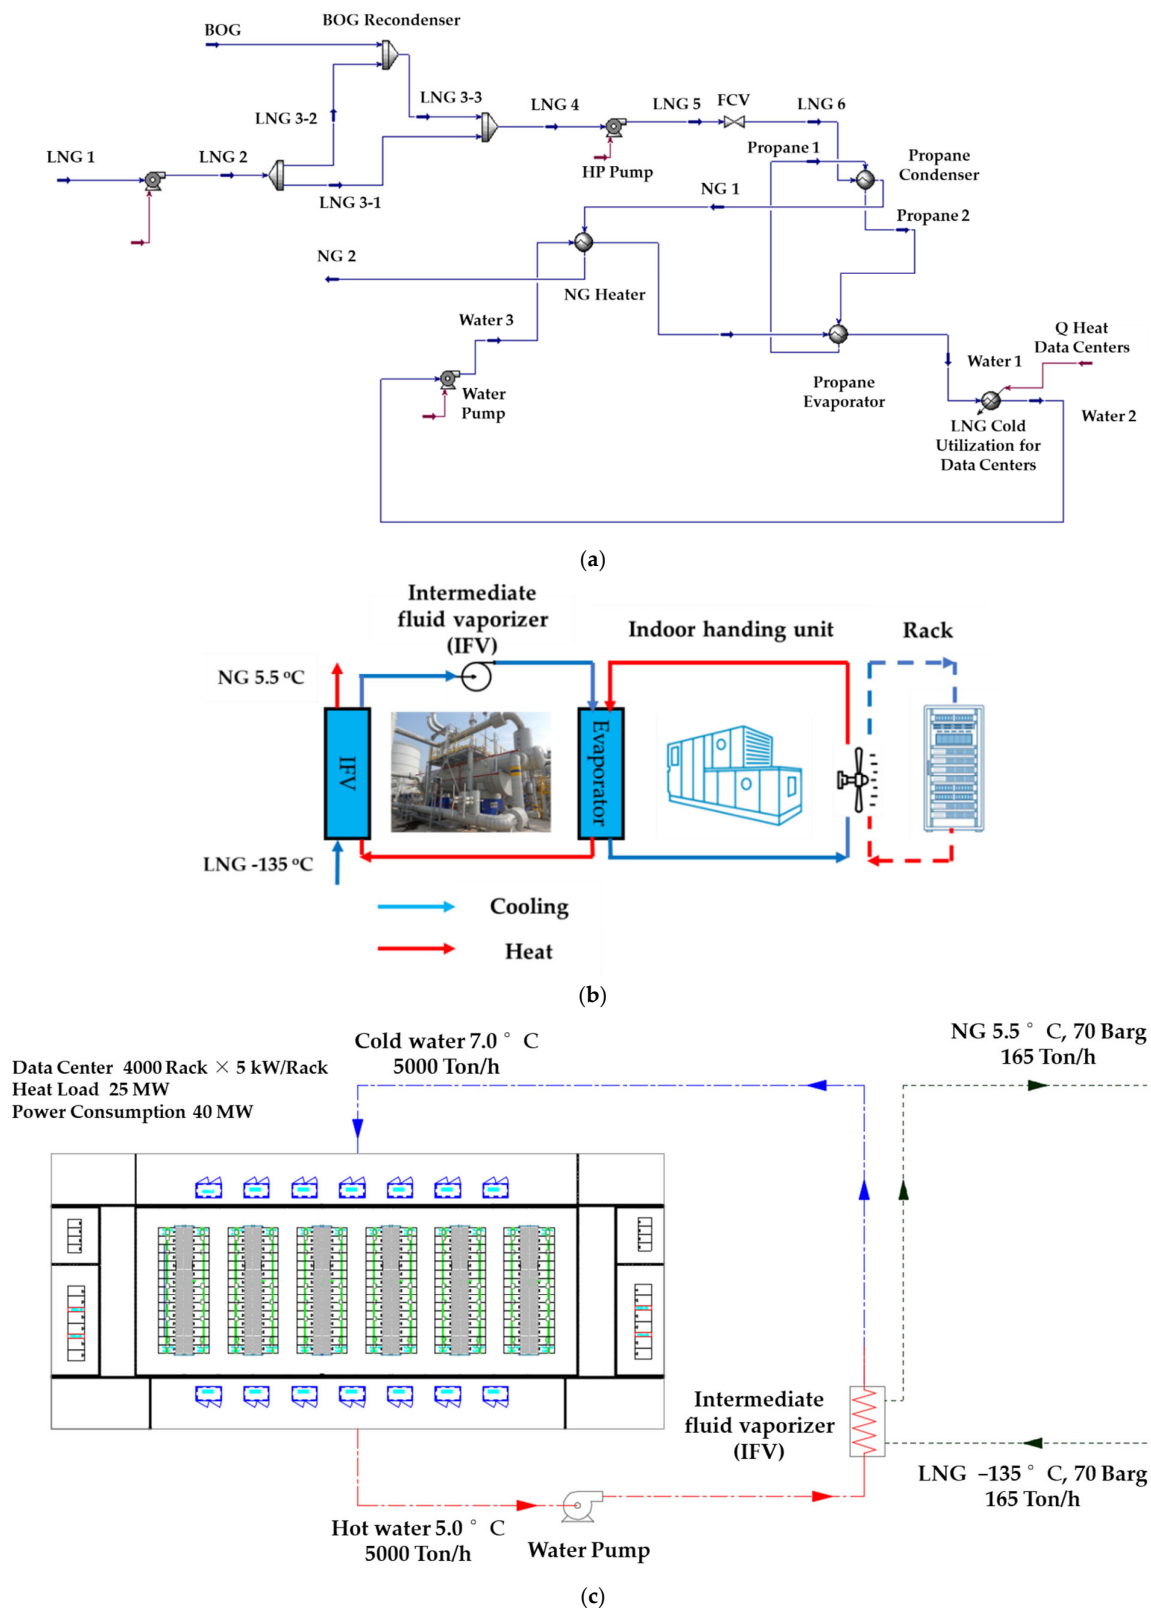 BOG
BOG Recondenser
LNG 3-3
LNG 4
LNG 5
FCV
LNG 6
LNG 3-2
LNG 1
LNG 2
LNG 3-1
HP Pump
Propane 1
Propane
Condenser
NG 1
Propane 2
NG 2
NG Heater
Water 3
Q Heat
Data Centers
Water 1
Water
Pump
Propane
Evaporator
Water 2
LNG Cold
Utilization for
Data Centers
(a)
Intermediate
fluid vaporizer
(IFV)
Indoor handing unit
Rack
NG 5.5 °C
IFV
Evaporator
LNG -135 °C
Cooling
Heat
(b)
Data Center 4000 Rack × 5 kW/Rack
Heat Load 25 MW
Power Consumption 40 MW
Cold water 7.0 ° C
5000 Ton/h
NG 5.5 ° C, 70 Barg
165 Ton/h
Intermediate
fluid vaporizer
(IFV)
LNG −135 ° C, 70 Barg
165 Ton/h
Hot water 5.0 ° C
5000 Ton/h
Water Pump
(c)